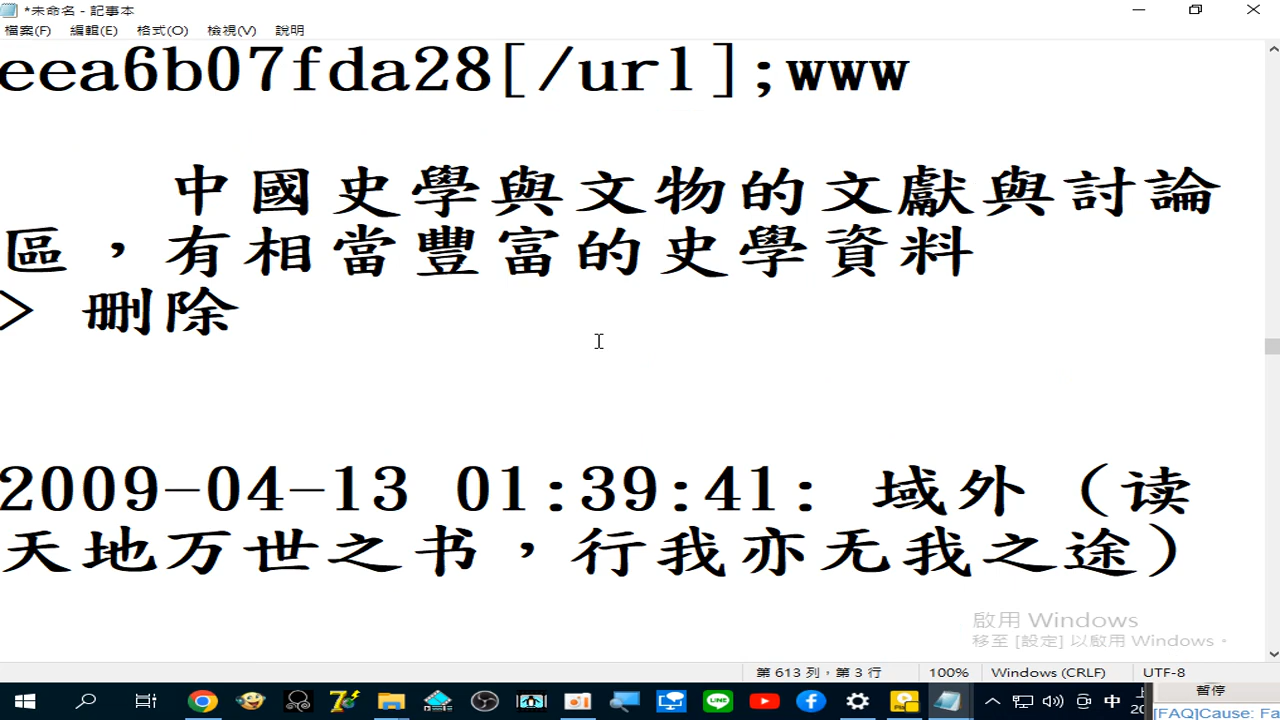 *未命名 - 記事本
檔案(F) 編輯(E) 格式(O) 檢視(V) 說明
eea6b07fda28[/url];www
中國史學與文物的文獻與討論
區，有相當豐富的史學資料
> 刪除
2009-04-13 01:39:41: 域外（读
天地万世之书，行我亦无我之途）
啟用 Windows
移至 [設定] 以啟用 Windows。
第 613 列，第 3 行 100% Windows (CRLF) UTF-8
LINE
中
上
20
暫停
[FAQ]Cause: Fa